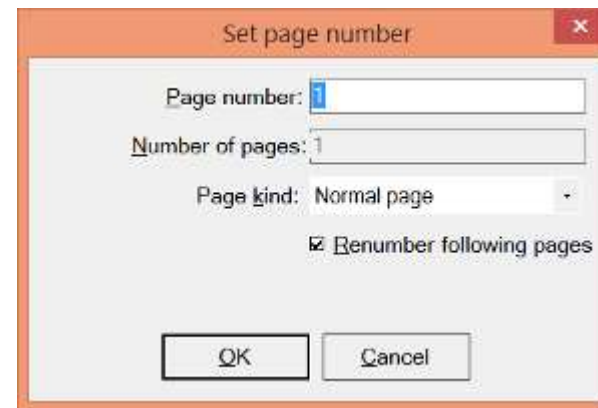 Set page number
Page number: 1
Number of pages: 1
Page kind: Normal page
Renumber following pages
OK Cancel